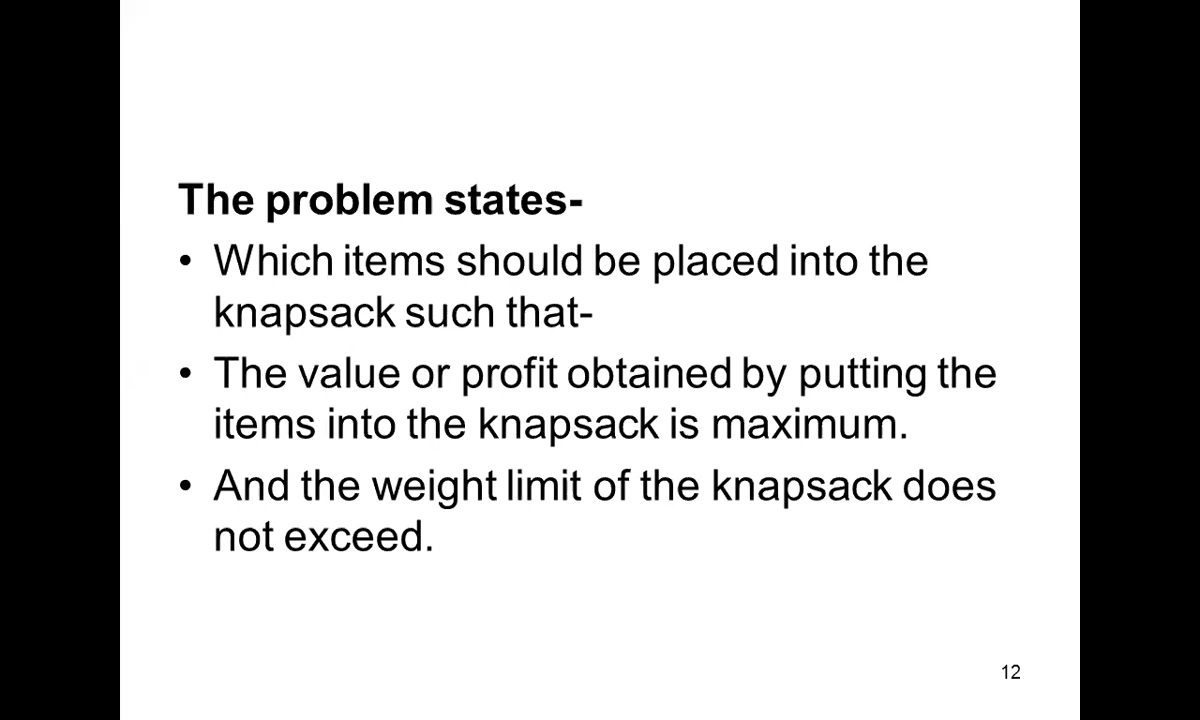 The problem states-
• Which items should be placed into the
knapsack such that-
• The value or profit obtained by putting the
items into the knapsack is maximum.
• And the weight limit of the knapsack does
not exceed.
12